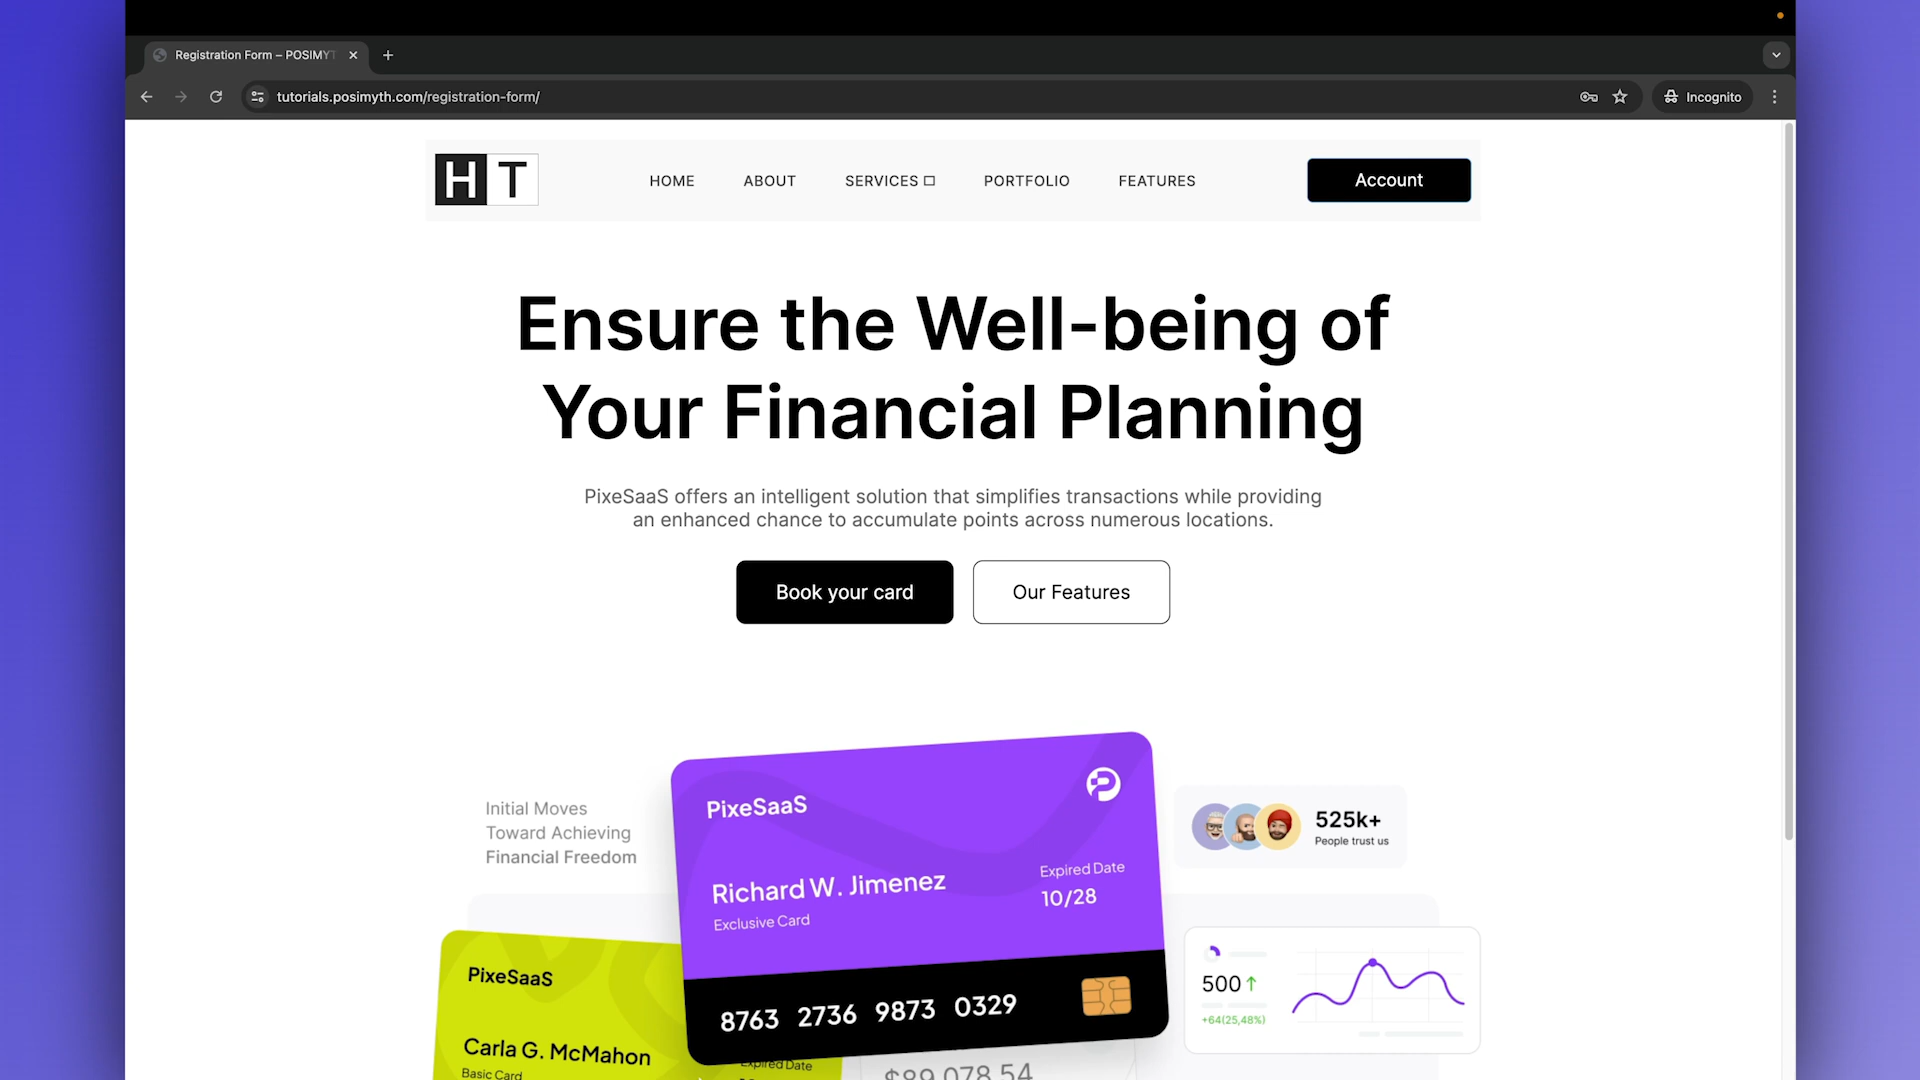 Registration Form – POSIMYT
tutorials.posimyth.com/registration-form/
Incognito
HT
HOME
ABOUT
SERVICES
PORTFOLIO
FEATURES
Account
Ensure the Well-being of
Your Financial Planning
PixeSaaS offers an intelligent solution that simplifies transactions while providing
an enhanced chance to accumulate points across numerous locations.
Book your card
Our Features
Initial Moves
Toward Achieving
Financial Freedom
PixeSaaS
Richard W. Jimenez
Exclusive Card
Expired Date
10/28
8763 2736 9873 0329
525k+
People trust us
PixeSaaS
Carla G. McMahon
Basic Card
Expired Date
$89,078.54
500
+64(25,48%)